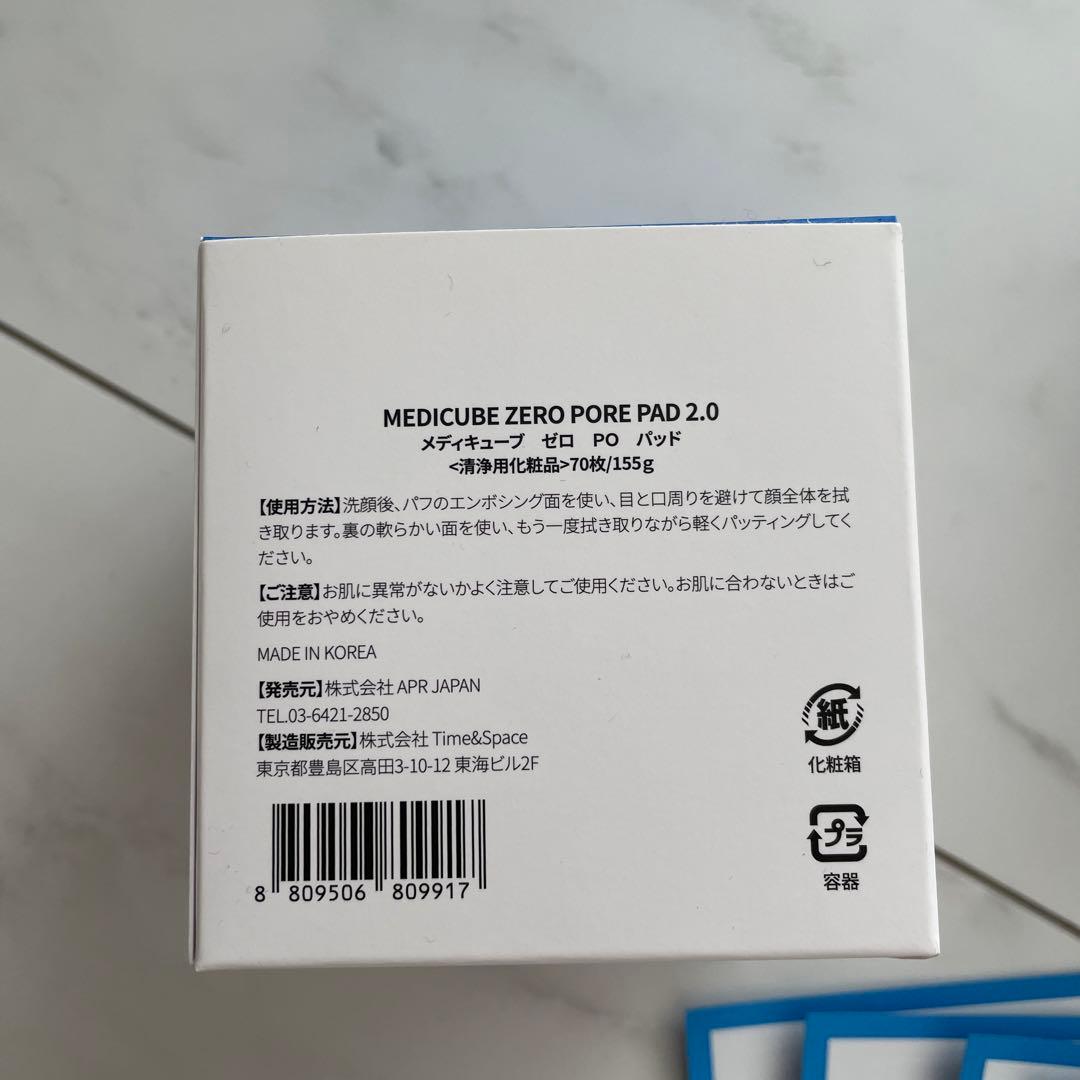 MEDICUBE ZERO PORE PAD 2.0
メディキューブ　ゼロ　PO　パッド
<清浄用化粧品>70枚/155g
【使用方法】洗顔後、パフのエンボシング面を使い、目と口周りを避けて顔全体を拭
き取ります。裏の軟らかい面を使い、もう一度拭き取りながら軽くパッティングしてく
ださい。
【ご注意】お肌に異常がないかよく注意してご使用ください。お肌に合わないときはご
使用をおやめください。
MADE IN KOREA
【発売元】株式会社 APR JAPAN
TEL.03-6421-2850
【製造販売元】株式会社 Time&Space
東京都豊島区高田3-10-12 東海ビル2F
紙
化粧箱
プラ
容器
8 809506 809917